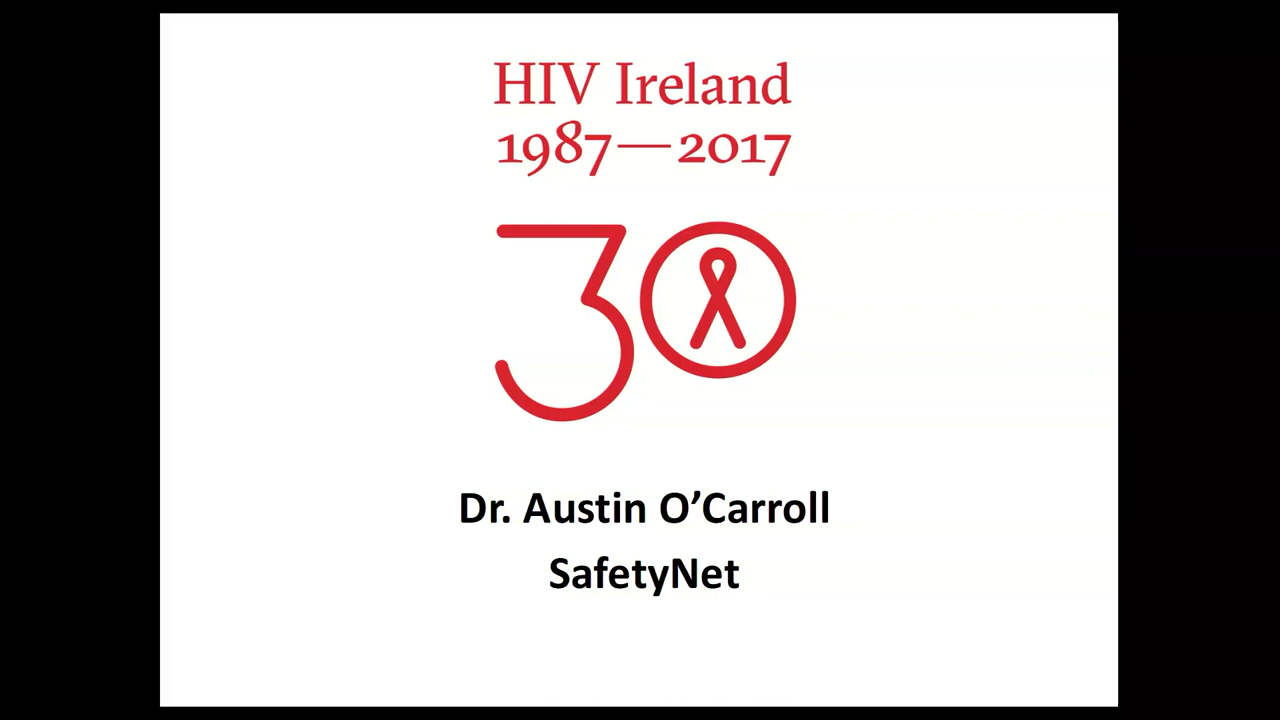 HIV Ireland
1987—2017
30
Dr. Austin O’Carroll
SafetyNet